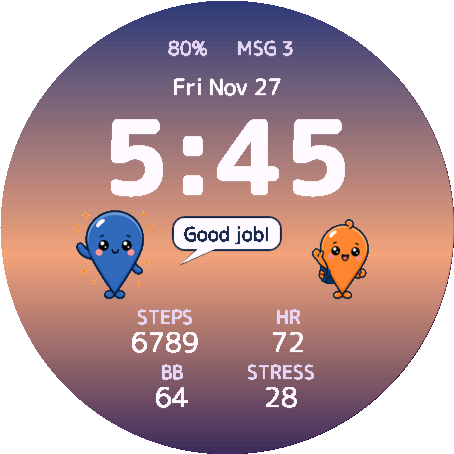 80% MSG 3
Fri Nov 27
5:45
Good job!
STEPS HR
6789 72
BB STRESS
64 28